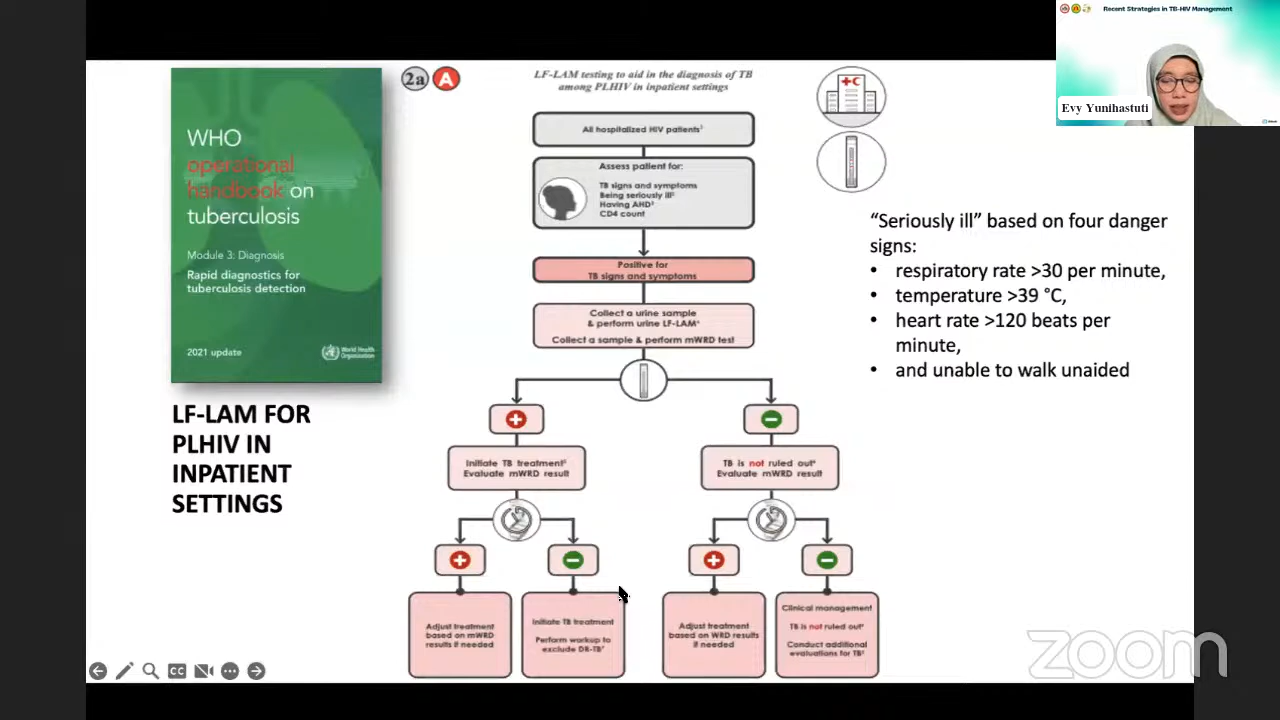 Recent Strategies in TB-HIV Management
Evy Yunihastuti
WHO
operational
handbook on
tuberculosis
Module 3: Diagnosis
Rapid diagnostics for
tuberculosis detection
2021 update
World Health
Organization
LF-LAM FOR
PLHIV IN
INPATIENT
SETTINGS
2a A
LF-LAM testing to aid in the diagnosis of TB
among PLHIV in inpatient settings
All hospitalized HIV patients
Assess patient for:
TB signs and symptoms
Being seriously ill
Having AHD
CD4 count
Positive for
TB signs and symptoms
Collect a urine sample
& perform urine LF-LAM
Collect a sample & perform mWRD test
Initiate TB treatment
Evaluate mWRD result
TB is not ruled out
Evaluate mWRD result
Adjust treatment
based on mWRD
results if needed
Initiate TB treatment
Perform workup to
exclude DR-TB
Adjust treatment
based on WRD results
if needed
Clinical management
TB is not ruled out
Conduct additional
evaluations for TB
+C
“Seriously ill” based on four danger
signs:
• respiratory rate >30 per minute,
• temperature >39 °C,
• heart rate >120 beats per
minute,
• and unable to walk unaided
CC
zoom